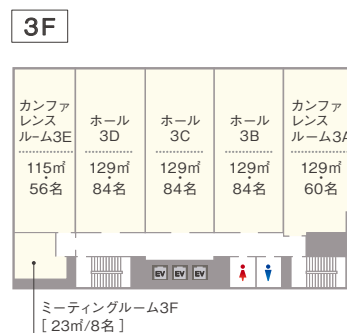 3F
カンファ
レンス
ルーム3E
115㎡
56名
ホール
3D
129㎡
84名
ホール
3C
129㎡
84名
ホール
3B
129㎡
84名
カンファ
レンス
ルーム3A
129㎡
60名
EV EV EV
ミーティングルーム3F
[ 23㎡/8名 ]